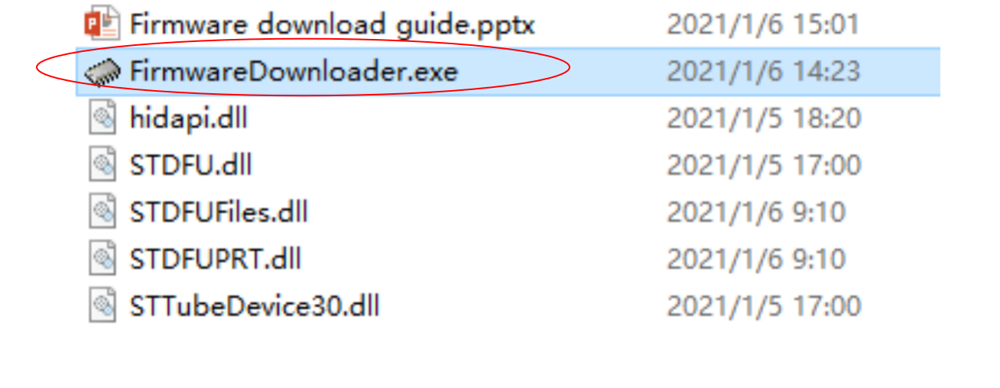 Firmware download guide.pptx 2021/1/6 15:01
FirmwareDownloader.exe 2021/1/6 14:23
hidapi.dll 2021/1/5 18:20
STDFU.dll 2021/1/5 17:00
STDFUFiles.dll 2021/1/6 9:10
STDFUPRT.dll 2021/1/6 9:10
STTubeDevice30.dll 2021/1/5 17:00